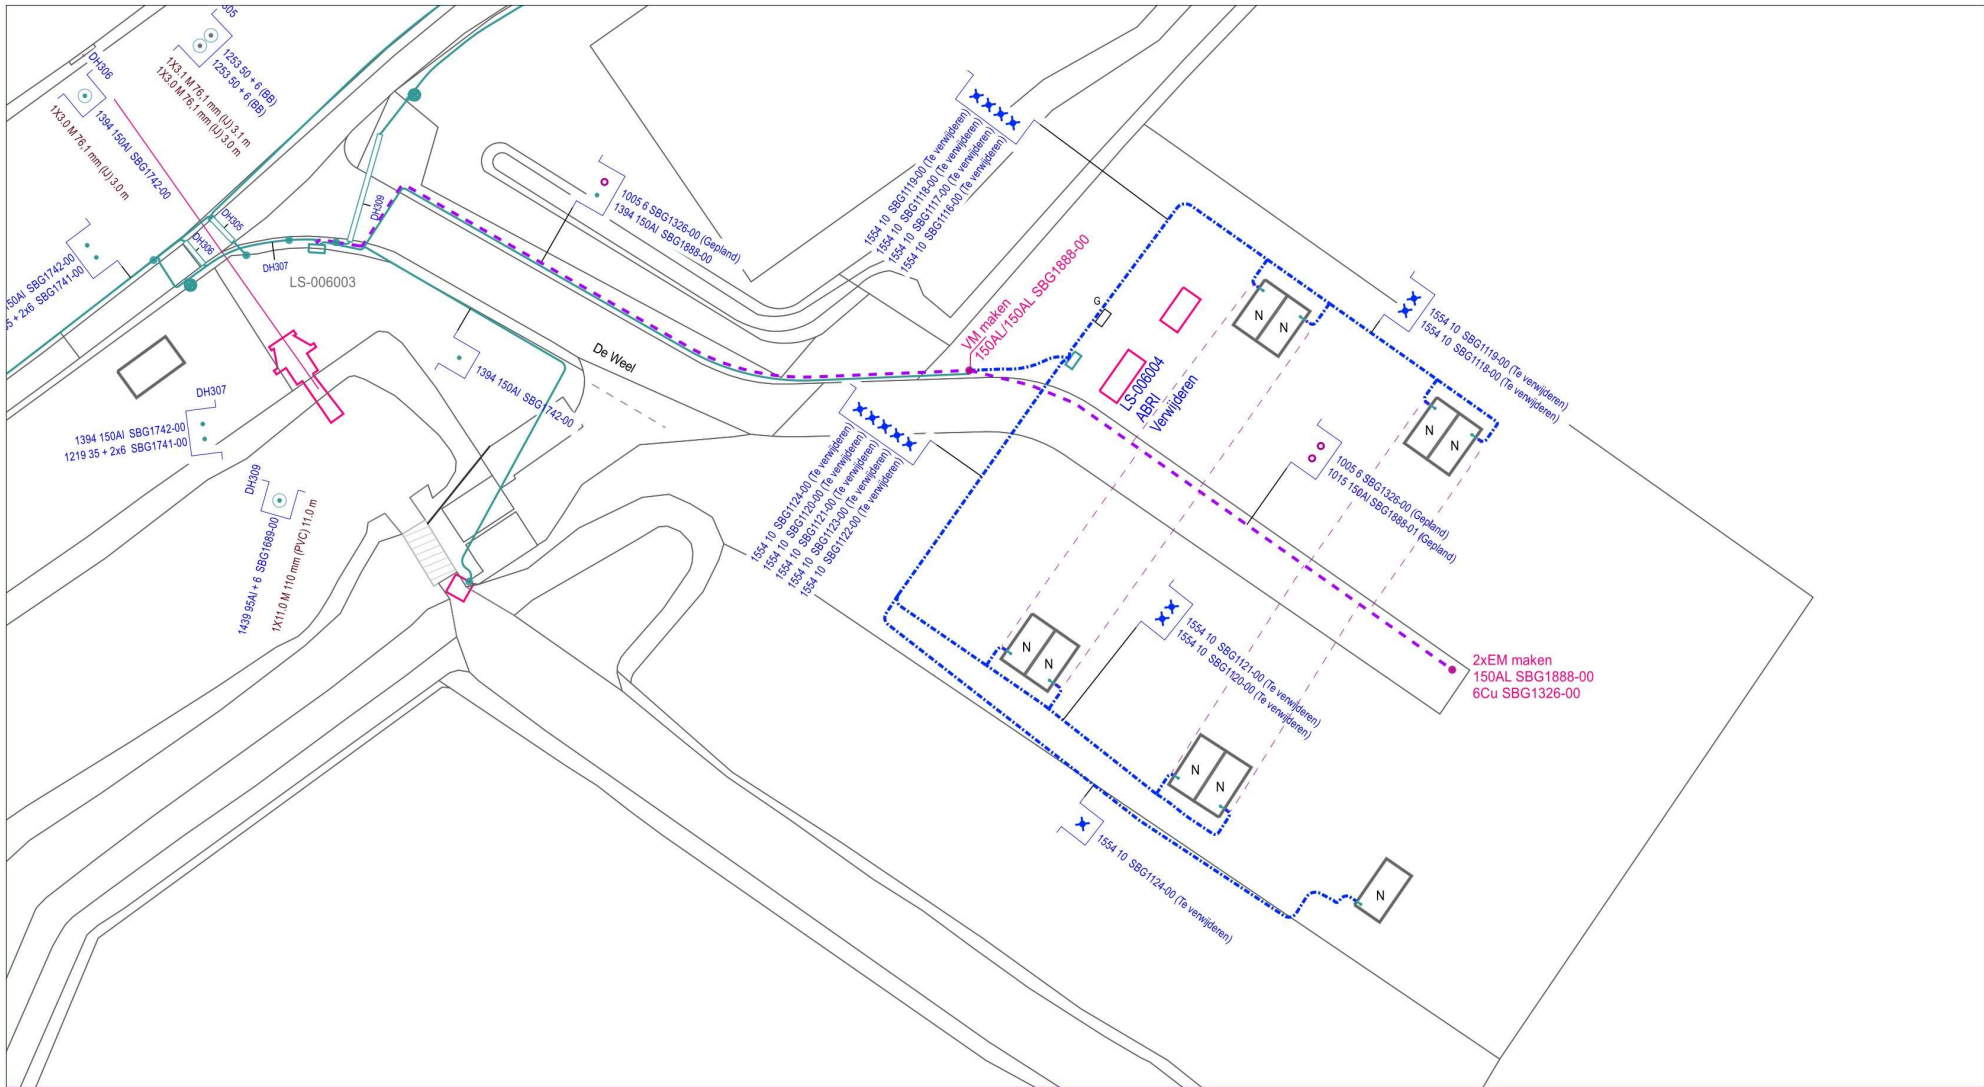 DH306
1394 150Al SBG1742-00
1X3.0 M 76,1 mm (IJ) 3.0 m
1253 50 + 6 (BB)
1253 50 + 6 (BB)
1X3.1 M 76,1 mm (IJ) 3.1 m
1X3.0 M 76,1 mm (IJ) 3.0 m
DH305
DH306
DH307
DH309
LS-006003
SBG1742-00
+ 2x6 SBG1741-00
1005 6 SBG1326-00 (Gepland)
1394 150Al SBG1888-00
1394 150Al SBG1742-00
De Weel
DH307
1394 150Al SBG1742-00
1219 35 + 2x6 SBG1741-00
DH309
1439 95Al + 6 SBG1689-00
1X11.0 M 110 mm (PVC) 11.0 m
1554 10 SBG1119-00 (Te verwijderen)
1554 10 SBG1118-00 (Te verwijderen)
1554 10 SBG1117-00 (Te verwijderen)
1554 10 SBG1116-00 (Te verwijderen)
VM maken
150AL/150AL SBG1888-00
G
LS-006004
ABRI
Verwijderen
N
N
1554 10 SBG1119-00 (Te verwijderen)
1554 10 SBG1118-00 (Te verwijderen)
N
N
1005 6 SBG1326-00 (Gepland)
1015 150Al SBG1888-01 (Gepland)
1554 10 SBG1124-00 (Te verwijderen)
1554 10 SBG1120-00 (Te verwijderen)
1554 10 SBG1121-00 (Te verwijderen)
1554 10 SBG1123-00 (Te verwijderen)
1554 10 SBG1122-00 (Te verwijderen)
N
N
1554 10 SBG1121-00 (Te verwijderen)
1554 10 SBG1120-00 (Te verwijderen)
2xEM maken
150AL SBG1888-00
6Cu SBG1326-00
N
N
1554 10 SBG1124-00 (Te verwijderen)
N